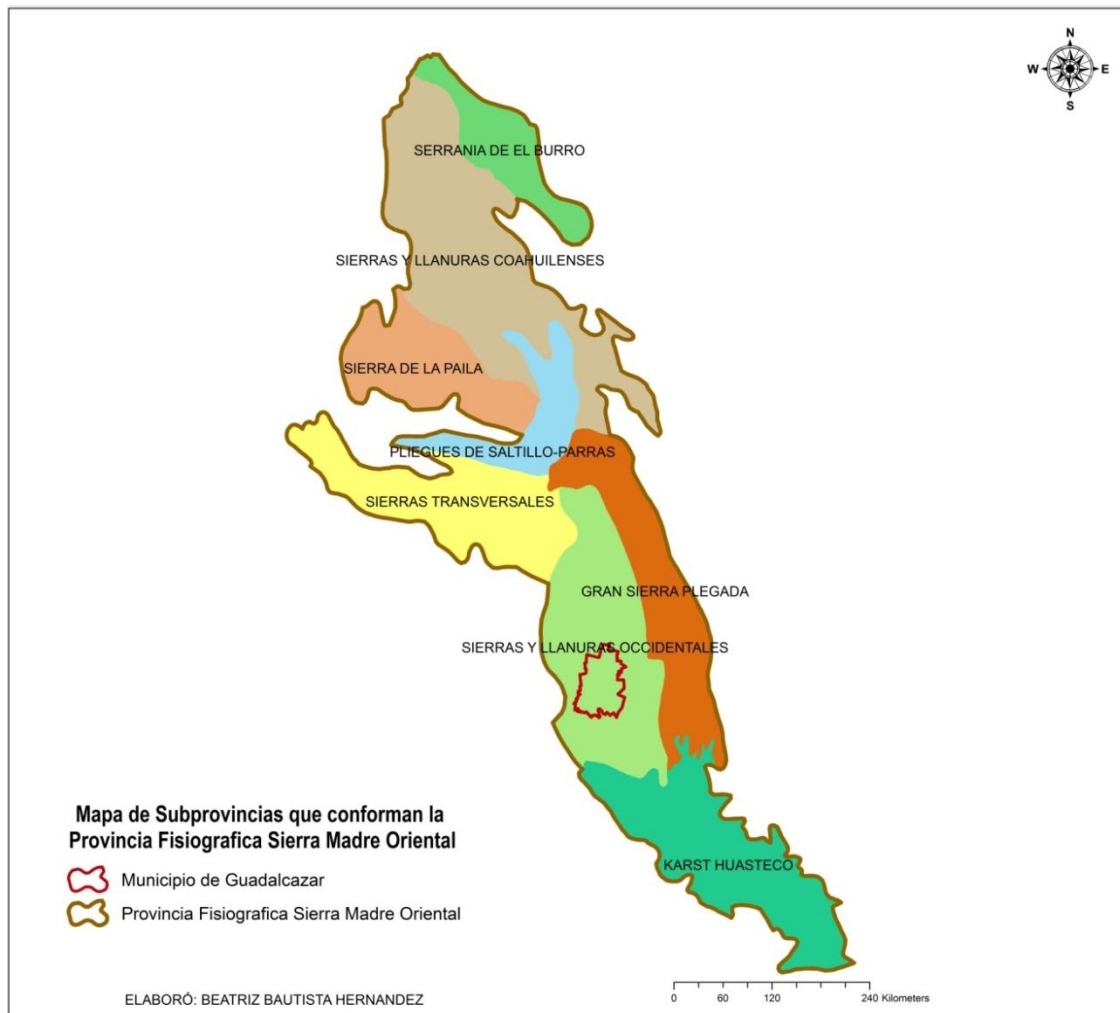 N
W E
S
SERRANIA DE EL BURRO
SIERRAS Y LLANURAS COAHUILENSES
SIERRA DE LA PAILA
PLIEGUES DE SALTILLO-PARRAS
SIERRAS TRANSVERSALES
GRAN SIERRA PLEGADA
SIERRAS Y LLANURAS OCCIDENTALES
KARST HUASTECO
Mapa de Subprovincias que conforman la
Provincia Fisiografica Sierra Madre Oriental
Municipio de Guadalcazar
Provincia Fisiografica Sierra Madre Oriental
ELABORÓ: BEATRIZ BAUTISTA HERNANDEZ
0 60 120 240 Kilometers